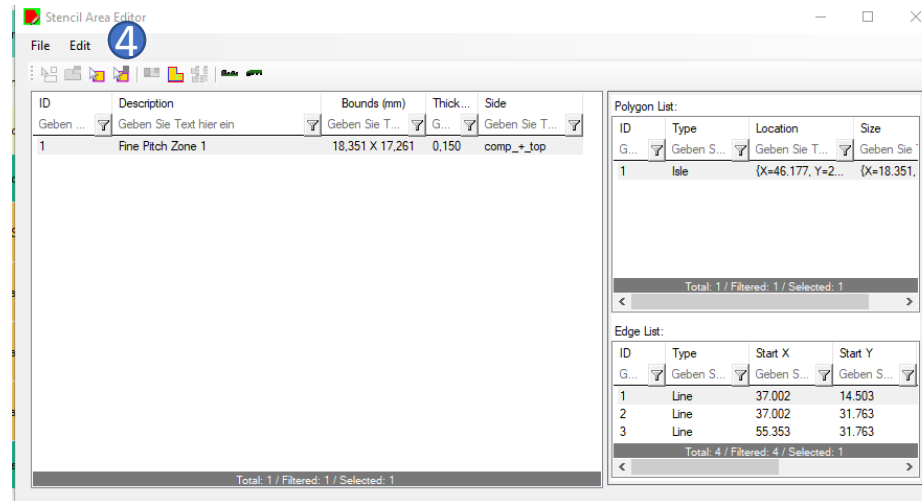 Stencil Area Editor
File Edit
4
ID Description Bounds (mm) Thick... Side
Geben ... Geben Sie Text hier ein Geben Sie T... G... Geben Sie T...
1 Fine Pitch Zone 1 18,351 X 17,261 0,150 comp_+_top
Total: 1 / Filtered: 1 / Selected: 1
Polygon List:
ID Type Location Size
G... Geben S... Geben Sie T... Geben Sie
1 Isle {X=46.177, Y=2... {X=18.351,
Total: 1 / Filtered: 1 / Selected: 1
Edge List:
ID Type Start X Start Y
G... Geben S... Geben S... Geben S...
1 Line 37.002 14.503
2 Line 37.002 31.763
3 Line 55.353 31.763
Total: 4 / Filtered: 4 / Selected: 1